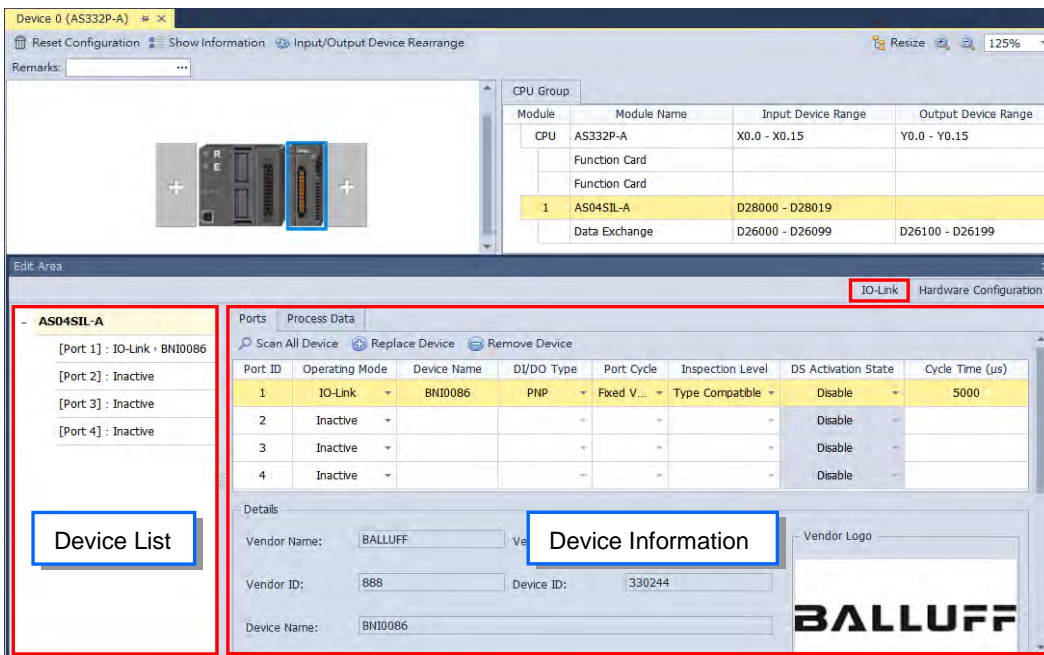 Device 0 (AS332P-A)
Reset Configuration Show Information Input/Output Device Rearrange Resize 125%
Remarks: ...
CPU Group
Module Module Name Input Device Range Output Device Range
CPU AS332P-A X0.0 - X0.15 Y0.0 - Y0.15
Function Card
Function Card
1 AS04SIL-A D28000 - D28019
Data Exchange D26000 - D26099 D26100 - D26199
R
E
Edit Area
IO-Link Hardware Configuration
- AS04SIL-A
[Port 1] : IO-Link , BNI0086
[Port 2] : Inactive
[Port 3] : Inactive
[Port 4] : Inactive
Device List
Ports Process Data
Scan All Device Replace Device Remove Device
Port ID Operating Mode Device Name DI/DO Type Port Cycle Inspection Level DS Activation State Cycle Time (µs)
1 IO-Link BNI0086 PNP Fixed V... Type Compatible Disable 5000
2 Inactive Disable
3 Inactive Disable
4 Inactive Disable
Details
Vendor Name: BALLUFF Ve
Device Information
Vendor ID: 888 Device ID: 330244
Device Name: BNI0086
Vendor Logo
BALLUFF